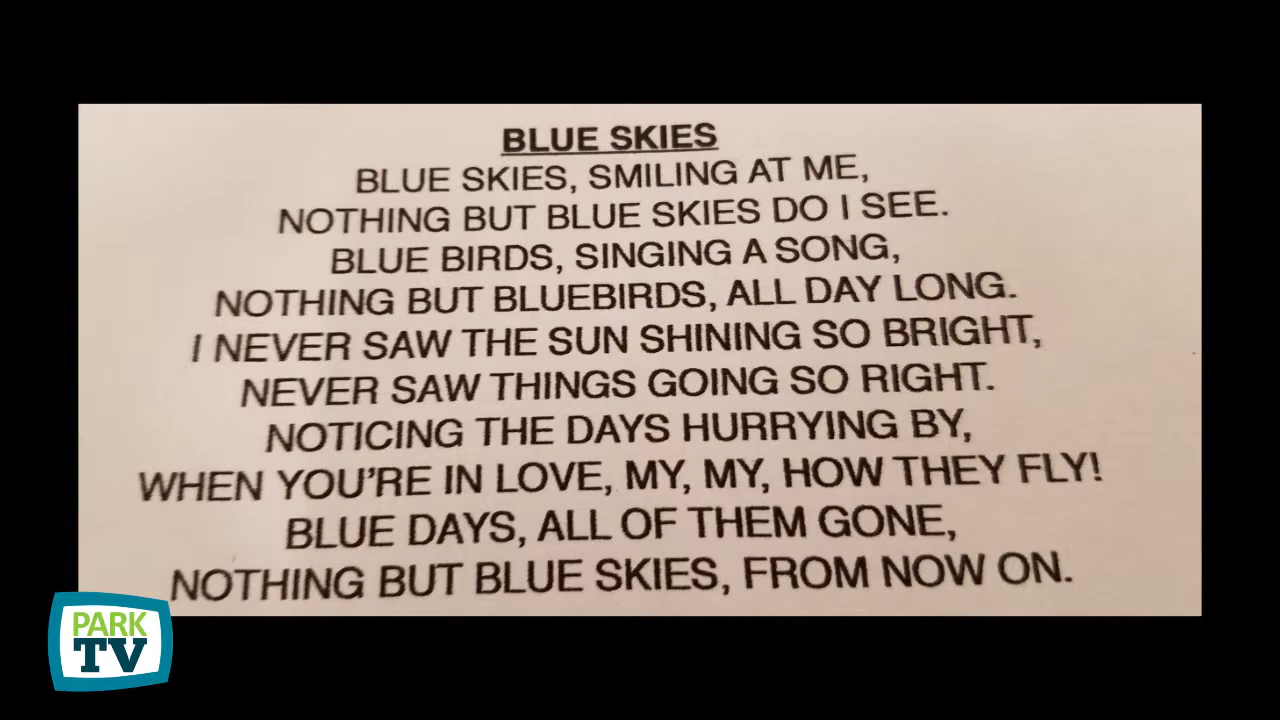 BLUE SKIES
BLUE SKIES, SMILING AT ME,
NOTHING BUT BLUE SKIES DO I SEE.
BLUE BIRDS, SINGING A SONG,
NOTHING BUT BLUEBIRDS, ALL DAY LONG.
I NEVER SAW THE SUN SHINING SO BRIGHT,
NEVER SAW THINGS GOING SO RIGHT.
NOTICING THE DAYS HURRYING BY,
WHEN YOU'RE IN LOVE, MY, MY, HOW THEY FLY!
BLUE DAYS, ALL OF THEM GONE,
NOTHING BUT BLUE SKIES, FROM NOW ON.
PARK
TV